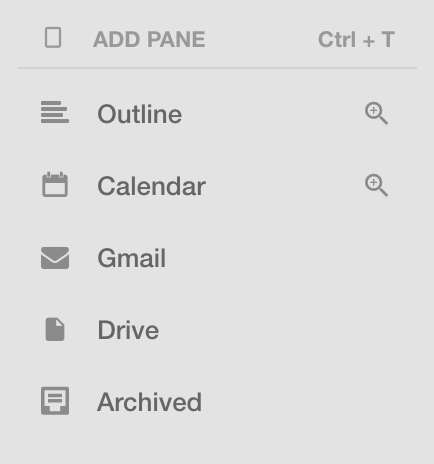 ADD PANE Ctrl + T
Outline
Calendar
Gmail
Drive
Archived